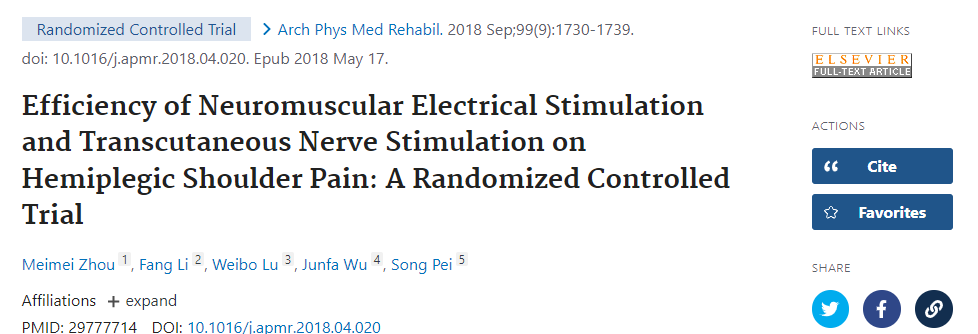 Randomized Controlled Trial
Arch Phys Med Rehabil. 2018 Sep;99(9):1730-1739.
doi: 10.1016/j.apmr.2018.04.020. Epub 2018 May 17.
Efficiency of Neuromuscular Electrical Stimulation
and Transcutaneous Nerve Stimulation on
Hemiplegic Shoulder Pain: A Randomized Controlled
Trial
Meimei Zhou 1, Fang Li 2, Weibo Lu 3, Junfa Wu 4, Song Pei 5
Affiliations + expand
PMID: 29777714 DOI: 10.1016/j.apmr.2018.04.020
FULL TEXT LINKS
ELSEVIER
FULL-TEXT ARTICLE
ACTIONS
Cite
Favorites
SHARE